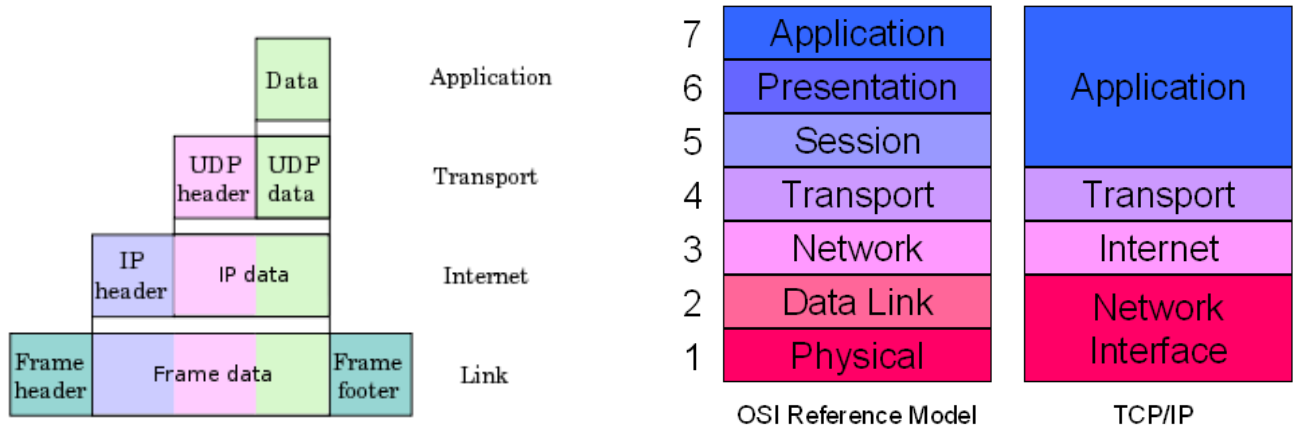 Data
Application
UDP
header
UDP
data
Transport
IP
header
IP data
Internet
Frame
header
Frame data
Frame
footer
Link
7
Application
6
Presentation
5
Session
4
Transport
3
Network
2
Data Link
1
Physical
OSI Reference Model
Application
Transport
Internet
Network
Interface
TCP/IP